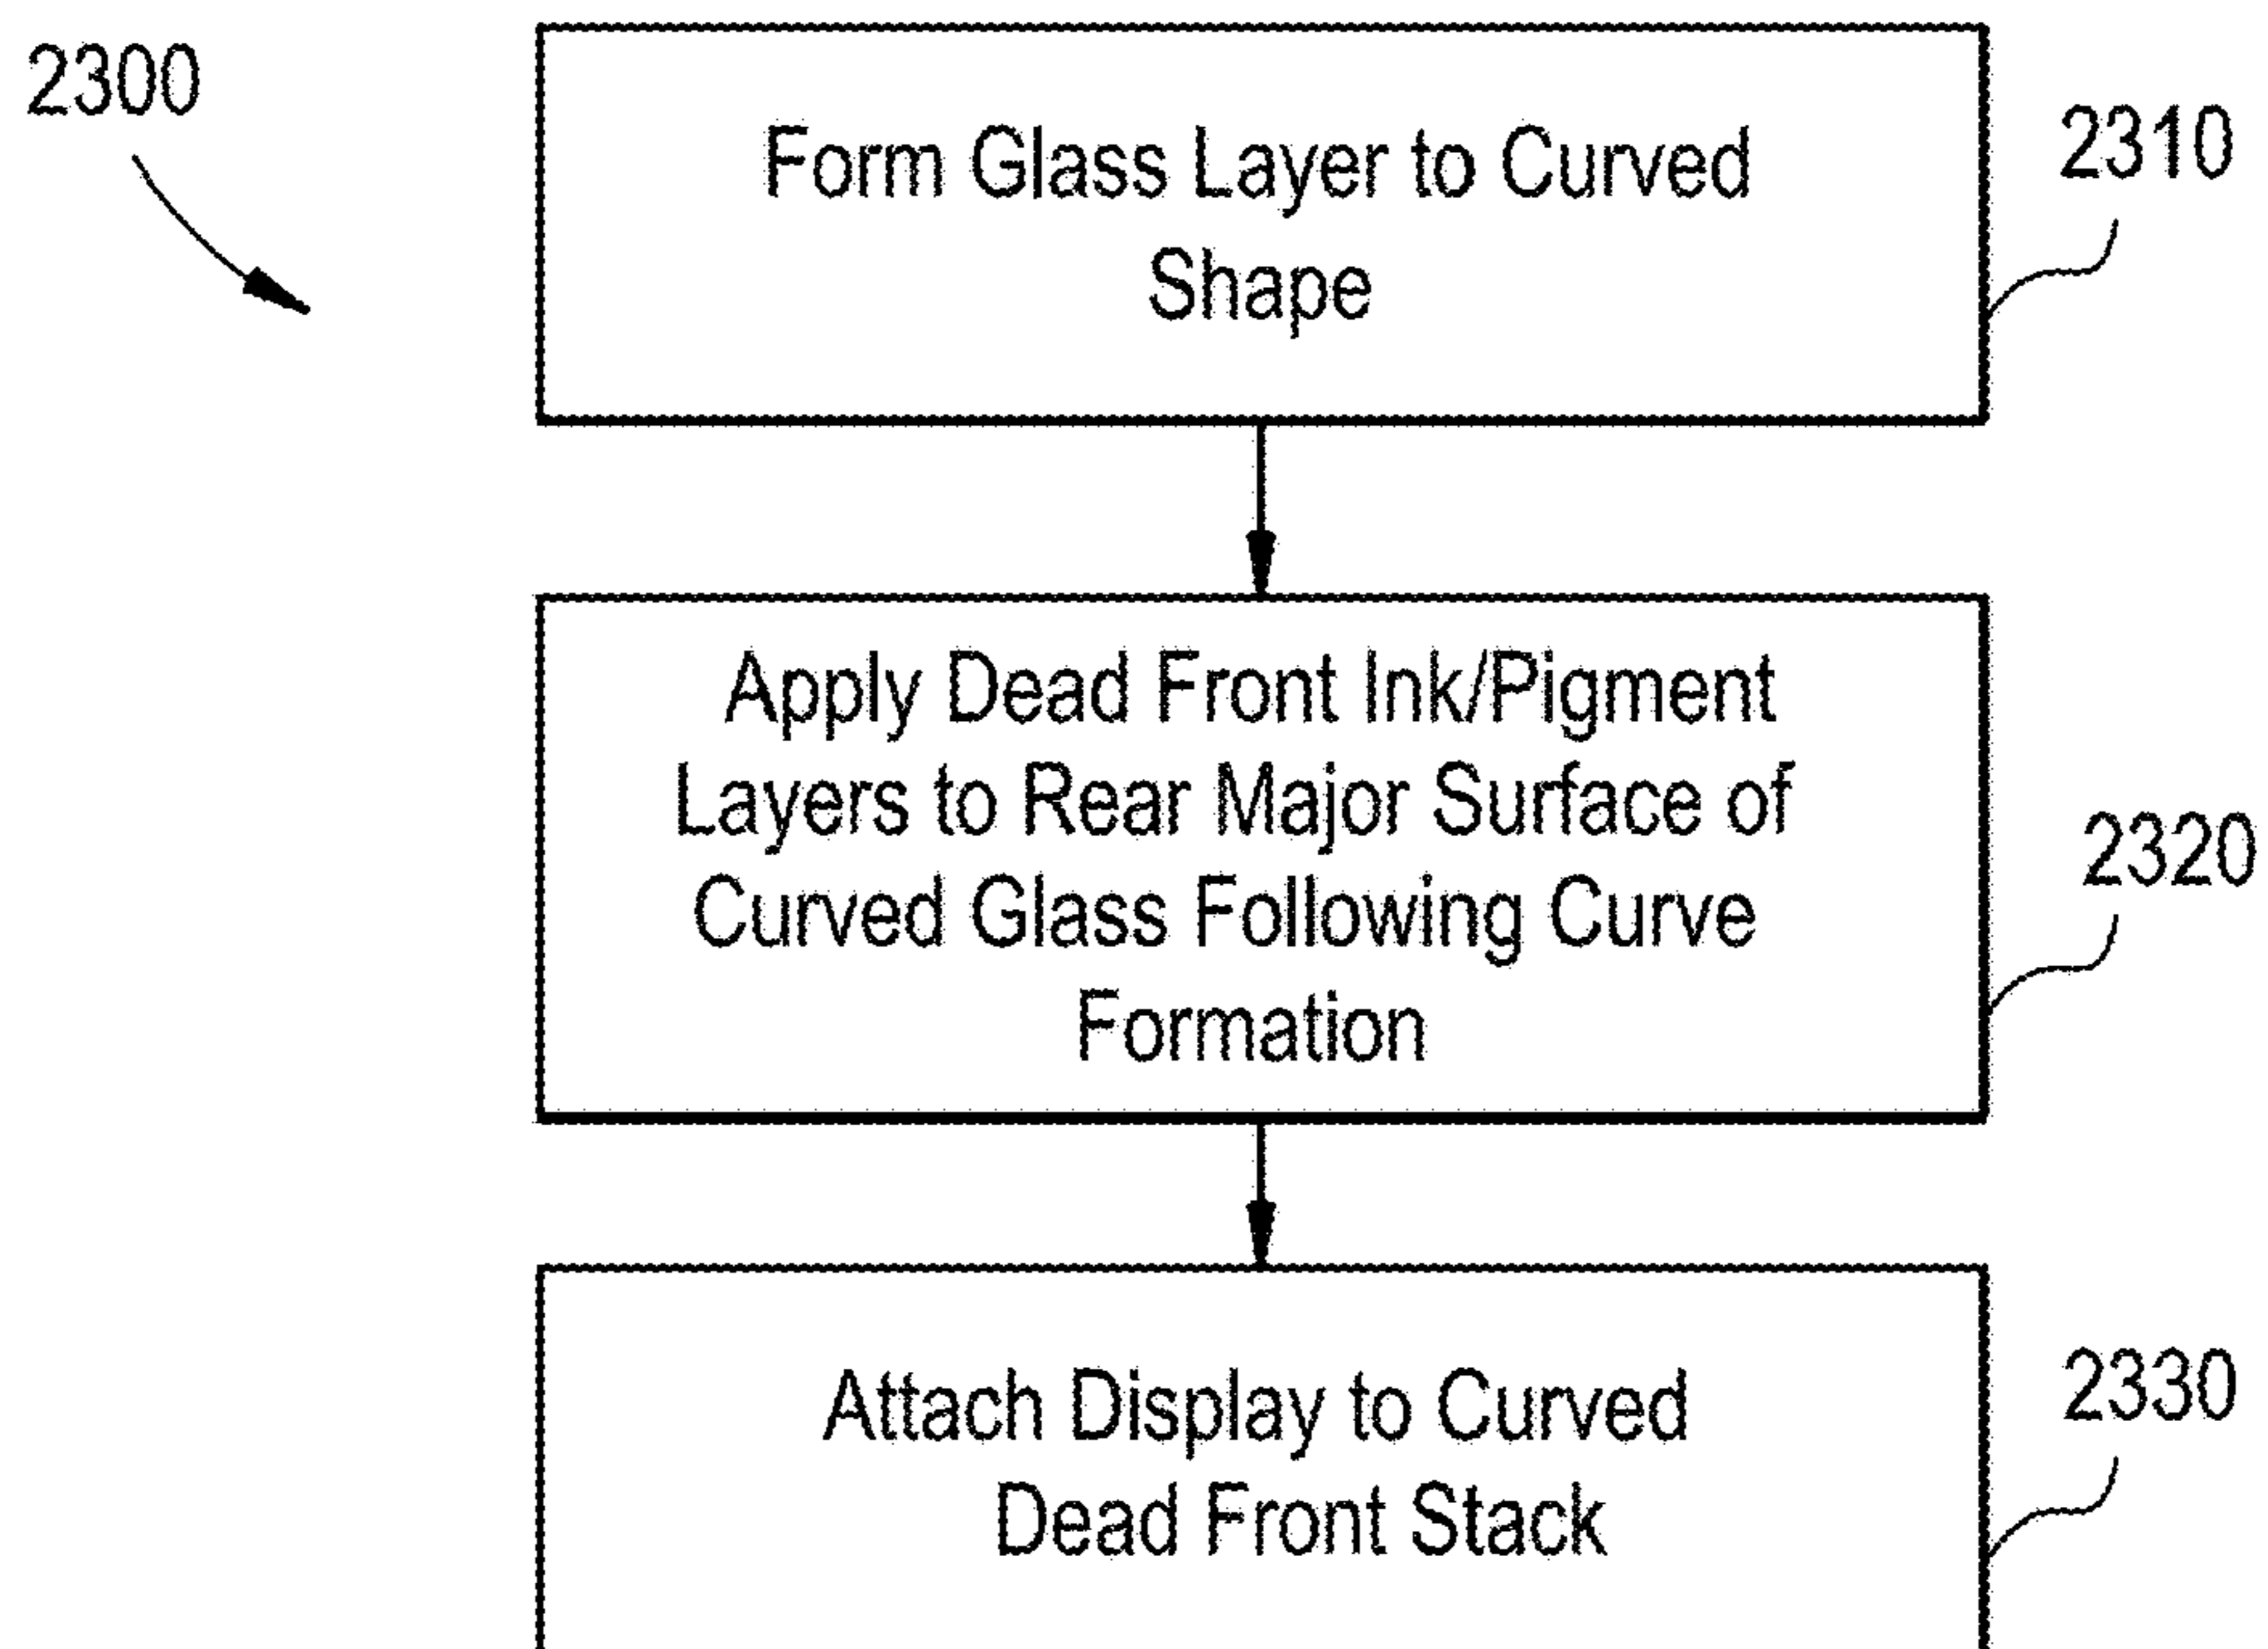 2300
Form Glass Layer to Curved
Shape
2310
Apply Dead Front Ink/Pigment
Layers to Rear Major Surface of
Curved Glass Following Curve
Formation
2320
Attach Display to Curved
Dead Front Stack
2330